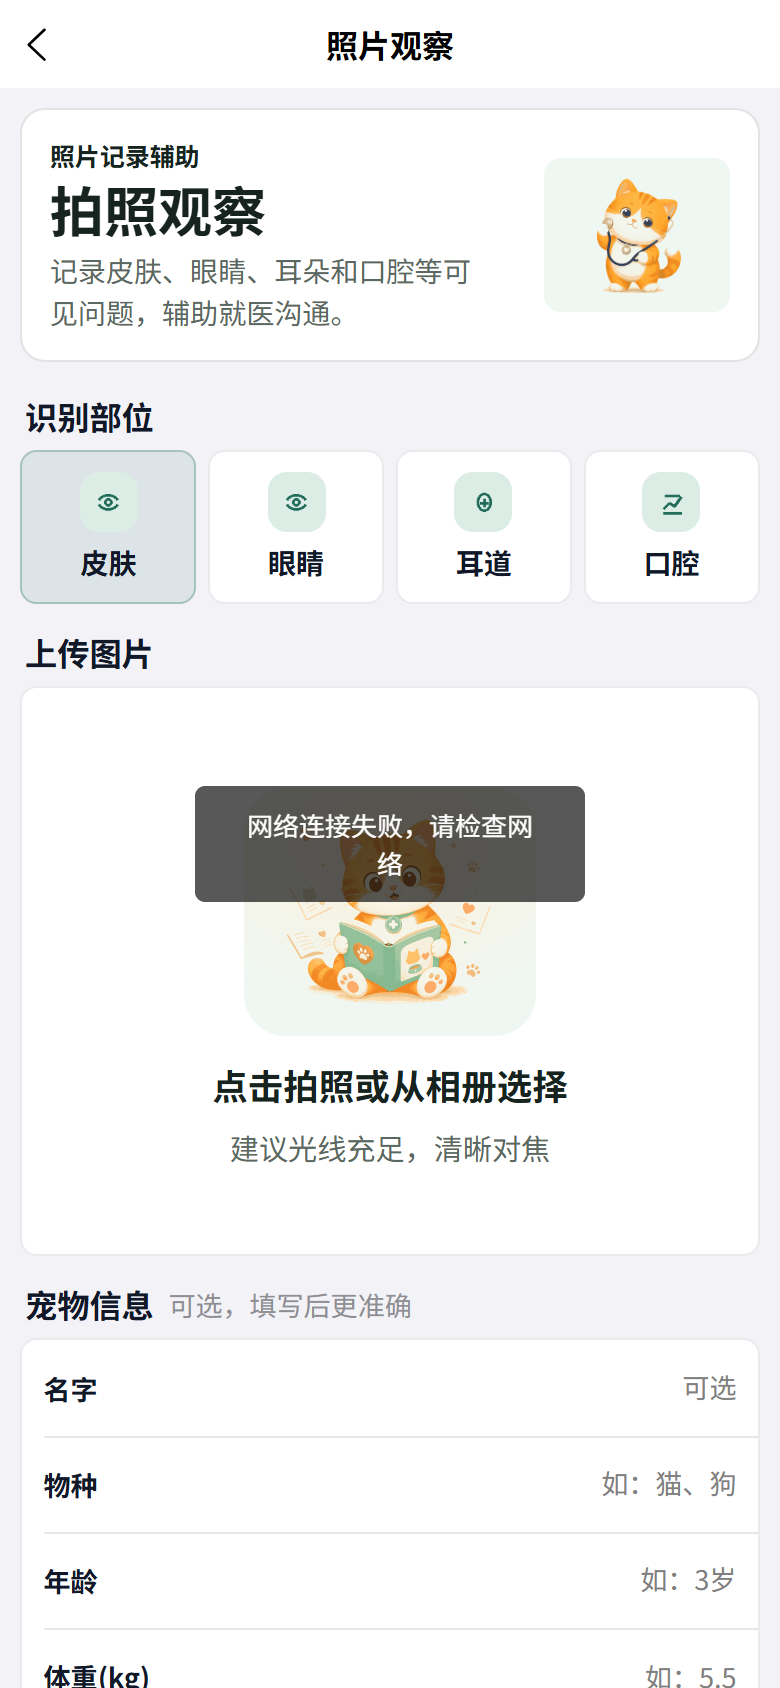 照片观察
照片记录辅助
拍照观察
记录皮肤、眼睛、耳朵和口腔等可
见问题，辅助就医沟通。
识别部位
皮肤
眼睛
耳道
口腔
上传图片
网络连接失败，请检查网
络
点击拍照或从相册选择
建议光线充足，清晰对焦
宠物信息 可选，填写后更准确
名字 可选
物种 如：猫、狗
年龄 如：3岁
体重(kg) 如：5.5